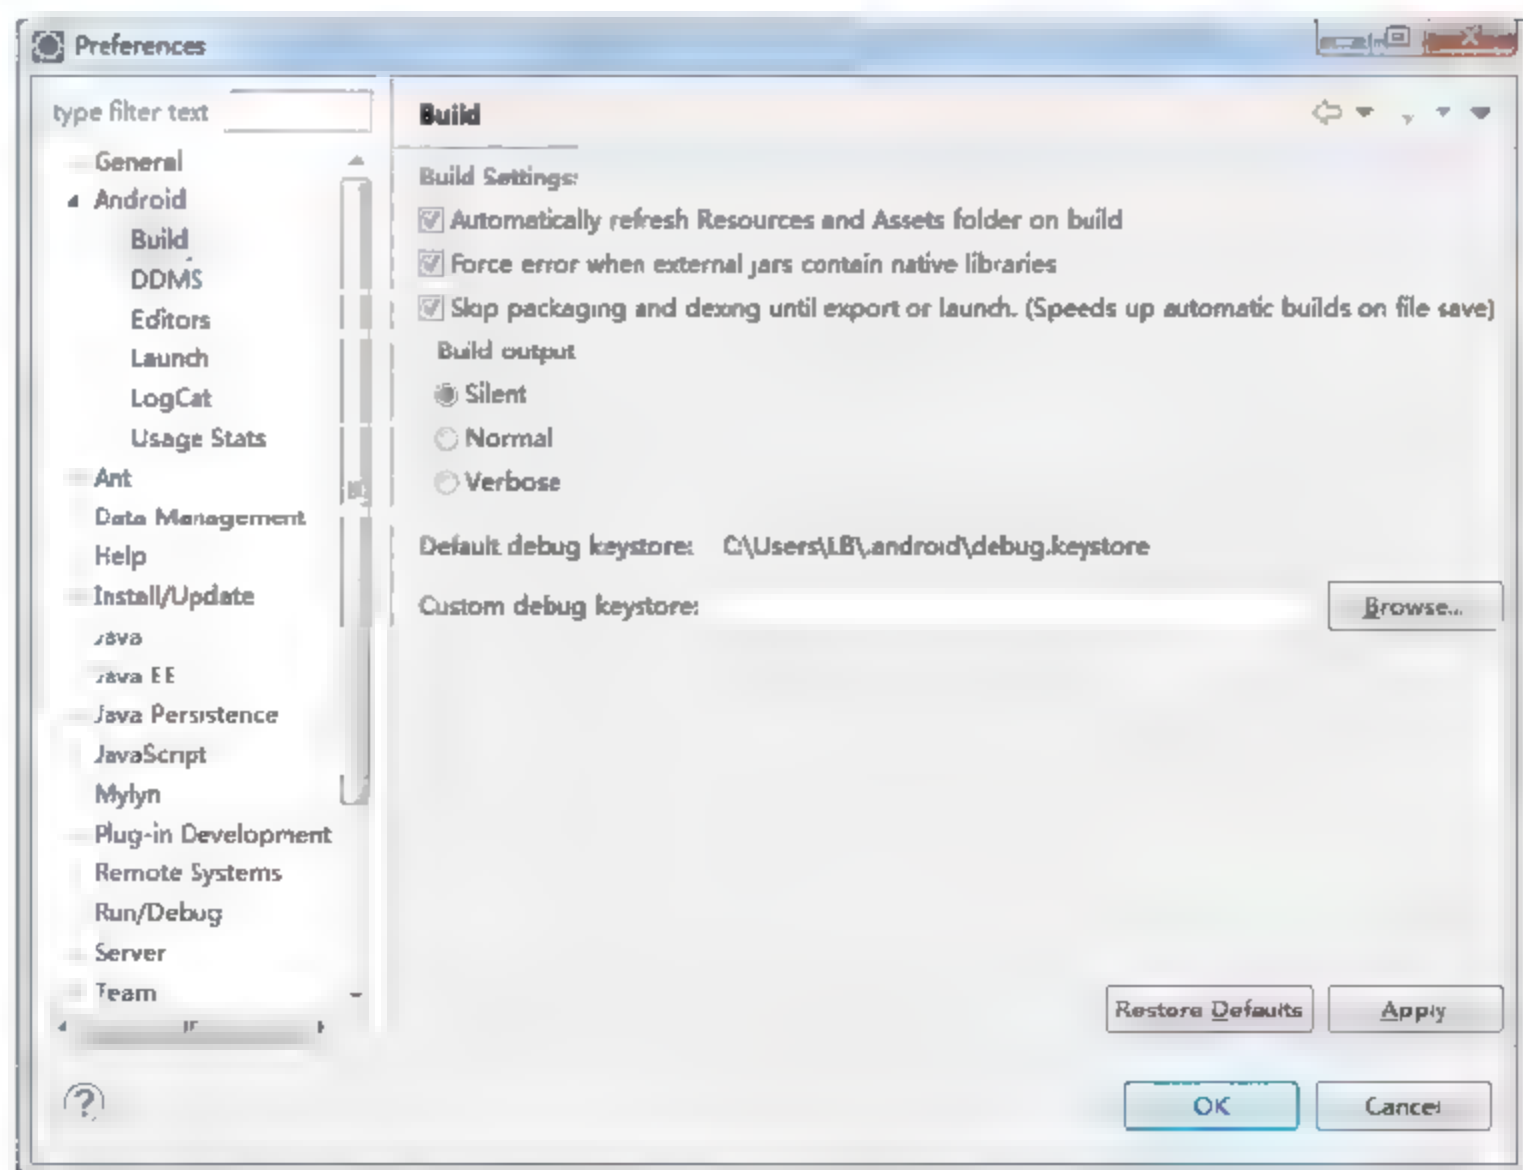 Preferences
type filter text
General
Android
Build
DDMS
Editors
Launch
LogCat
Usage Stats
Ant
Data Management
Help
Install/Update
Java
Java EE
Java Persistence
JavaScript
Mylyn
Plug-in Development
Remote Systems
Run/Debug
Server
Team
Build
Build Settings:
Automatically refresh Resources and Assets folder on build
Force error when external jars contain native libraries
Skip packaging and dexing until export or launch. (Speeds up automatic builds on file save)
Build output
Silent
Normal
Verbose
Default debug keystore: C:\Users\LB\.android\debug.keystore
Custom debug keystore:
Browse...
Restore Defaults
Apply
OK
Cancel